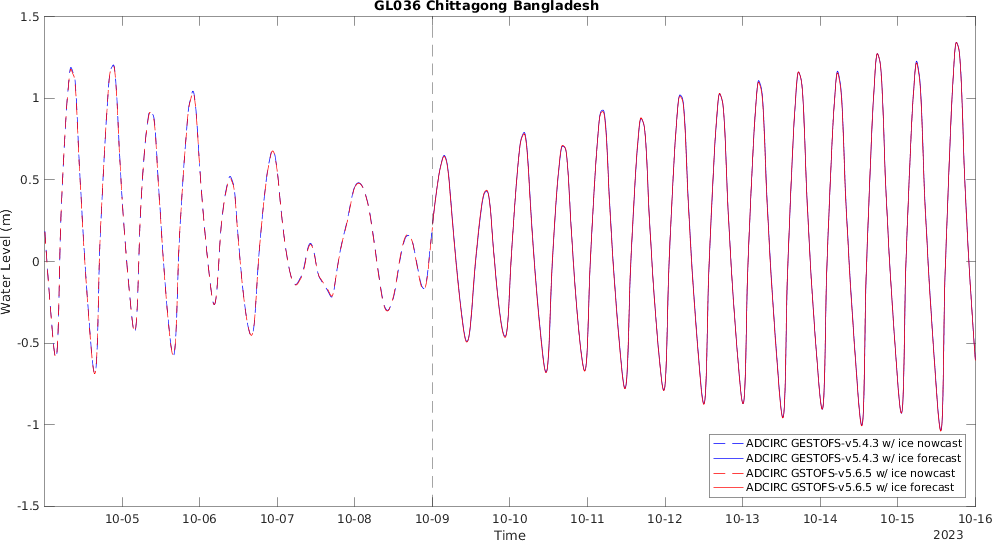 GL036 Chittagong Bangladesh
Water Level (m)
1.5
1
0.5
0
-0.5
-1
-1.5
10-05
10-06
10-07
10-08
10-09
10-10
10-11
10-12
10-13
10-14
10-15
10-16
Time
2023
ADCIRC GESTOFS-v5.4.3 w/ ice nowcast
ADCIRC GESTOFS-v5.4.3 w/ ice forecast
ADCIRC GSTOFS-v5.6.5 w/ ice nowcast
ADCIRC GSTOFS-v5.6.5 w/ ice forecast